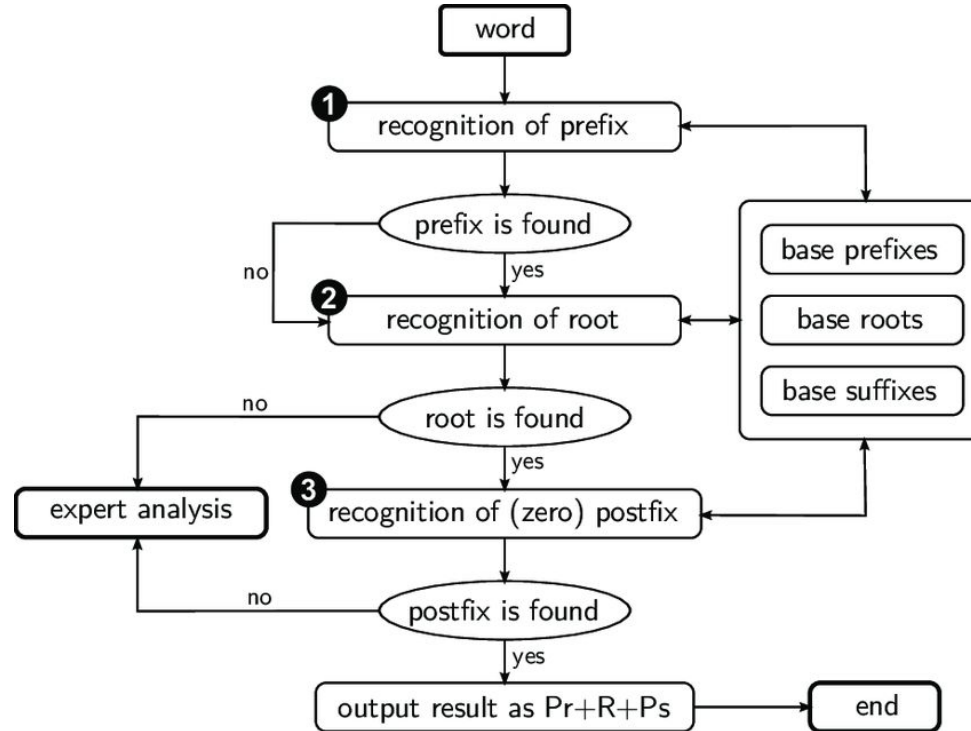 word
1
recognition of prefix
prefix is found
base prefixes
no
yes
2
recognition of root
base roots
base suffixes
no
root is found
yes
3
expert analysis
recognition of (zero) postfix
no
postfix is found
yes
output result as Pr+R+Ps
end